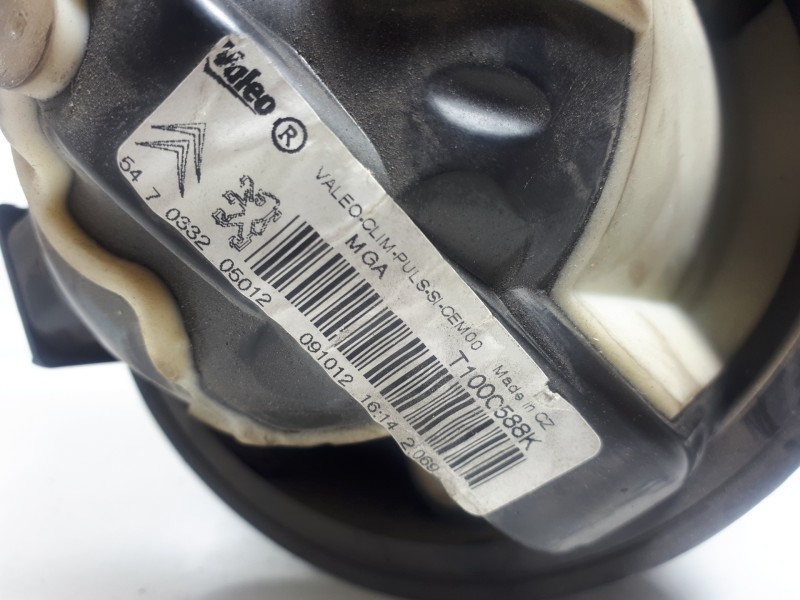 Valeo ®
VALEO-CLIM-PULS-SI-CEM00
MGA
Made in CZ
T1000588K
54 7 0332 05012
091012 16:14 2.069